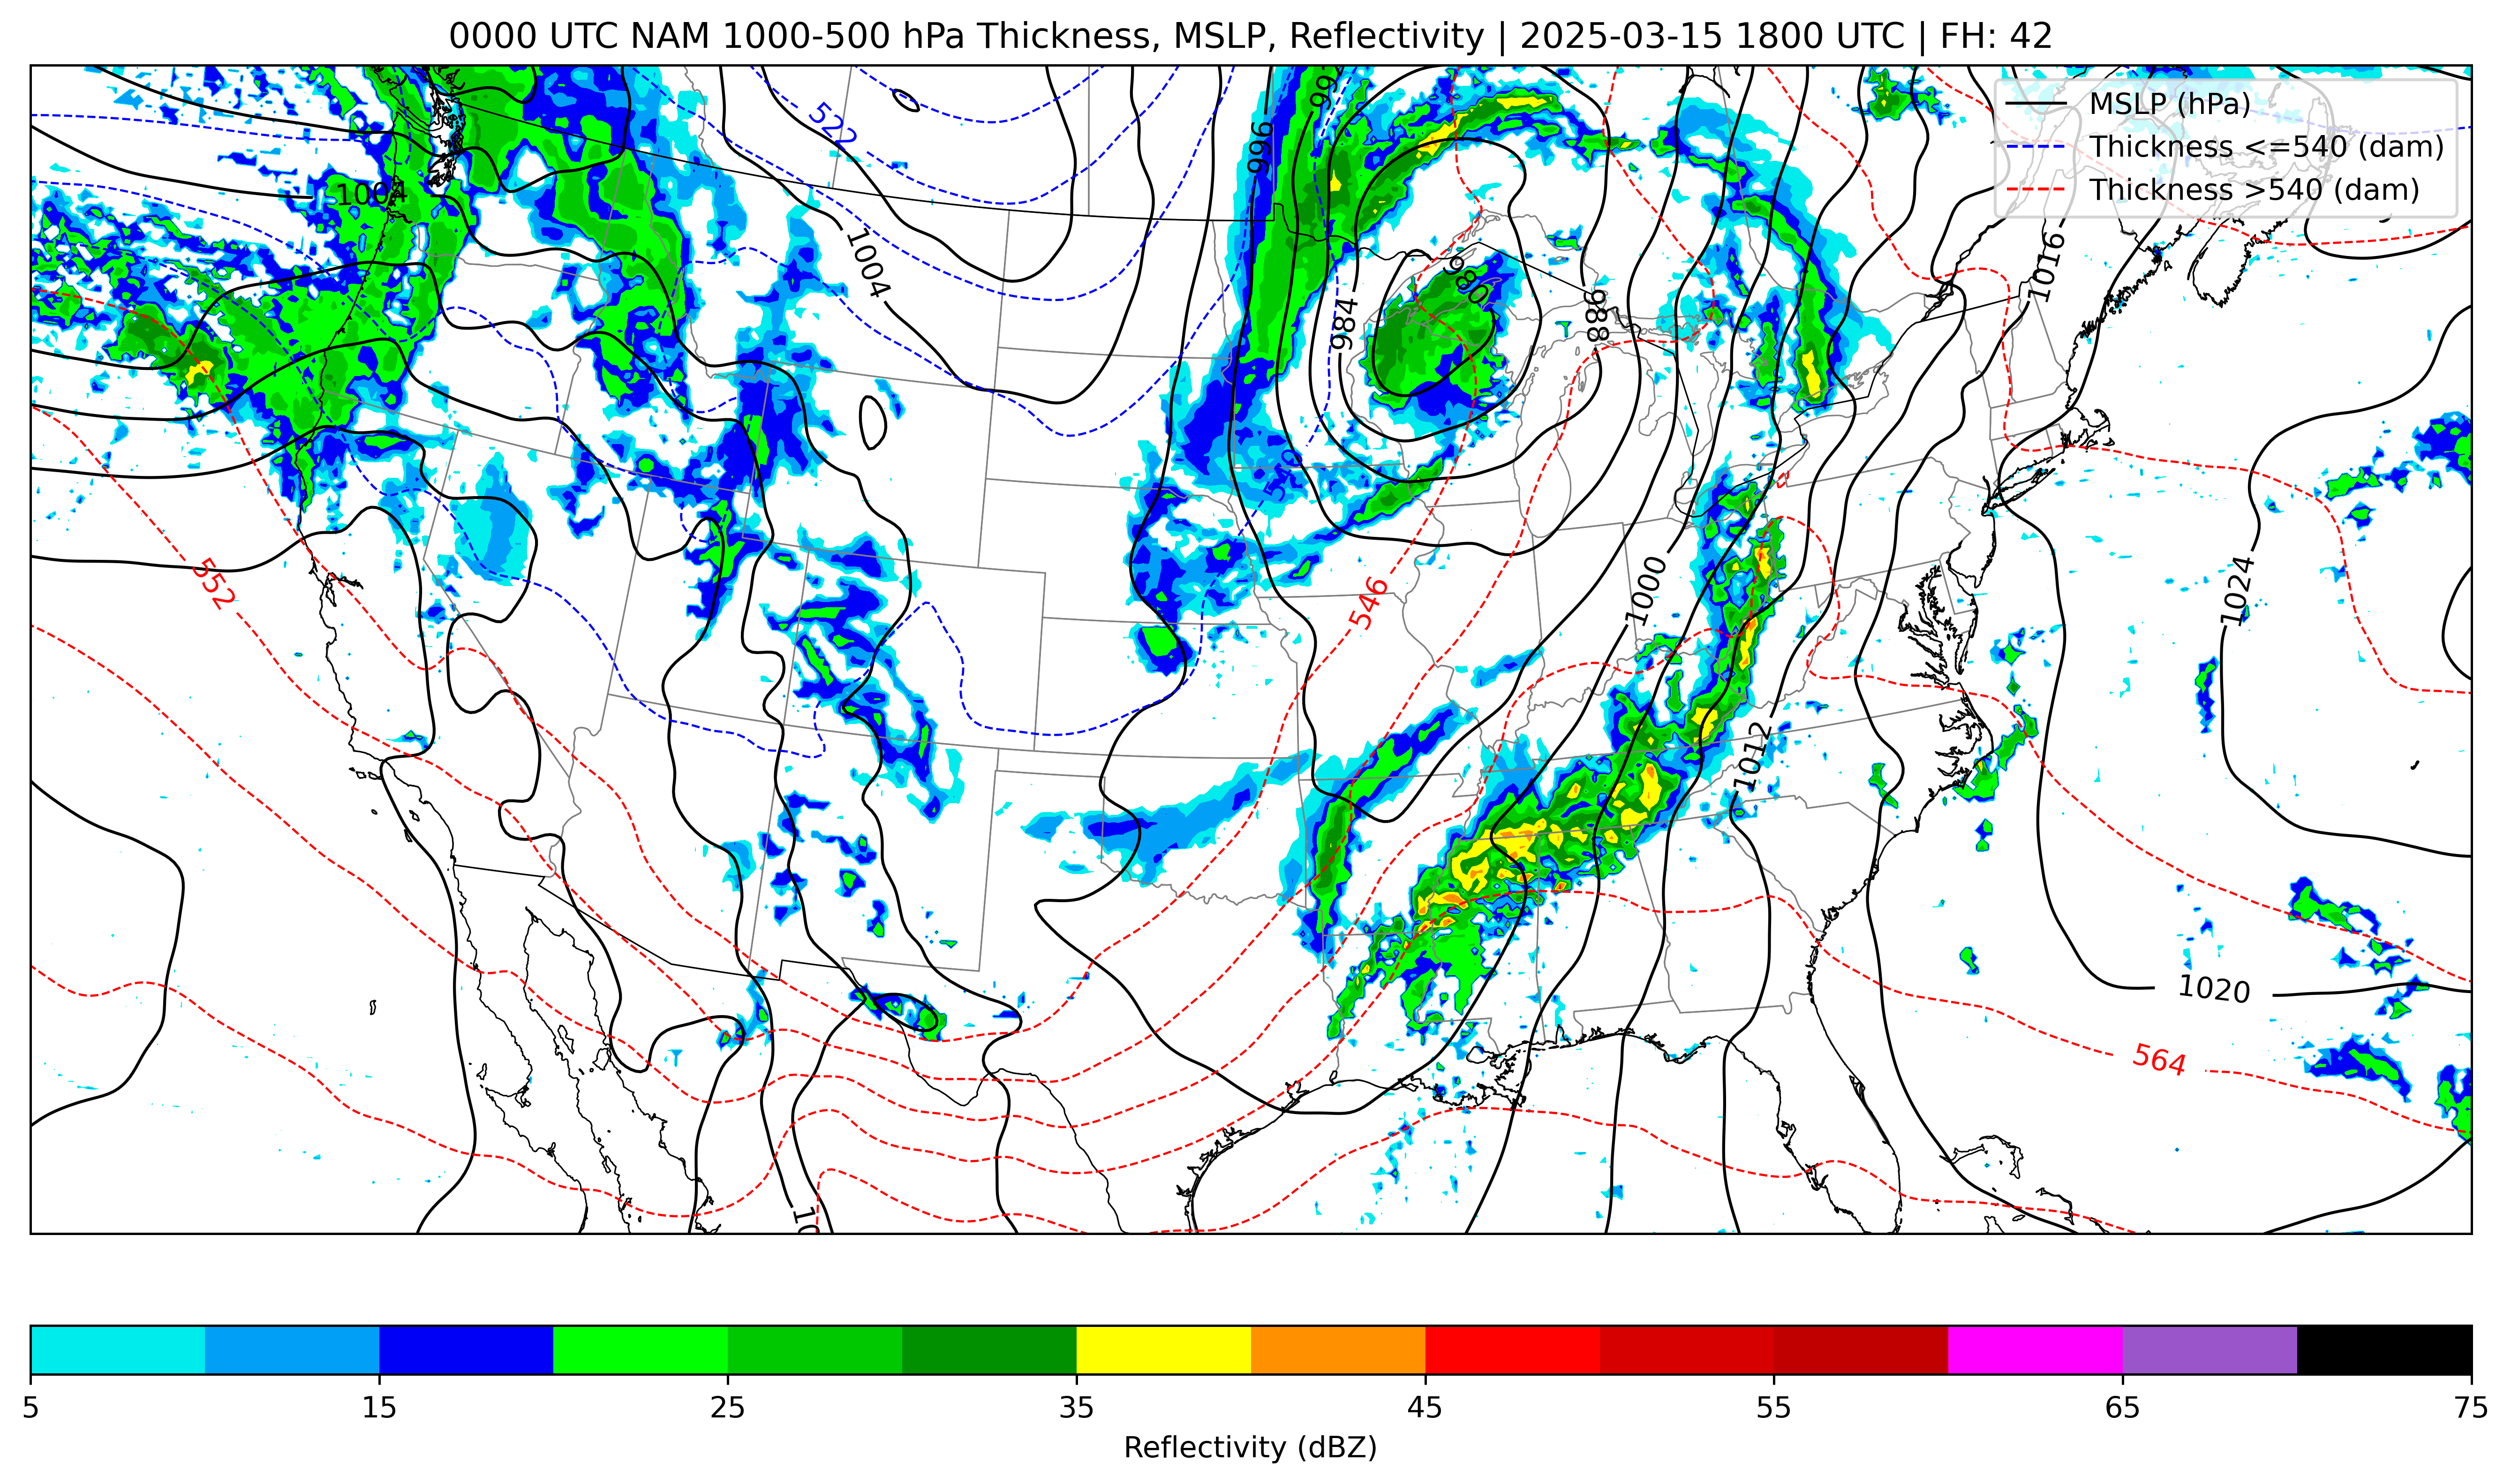 0000 UTC NAM 1000-500 hPa Thickness, MSLP, Reflectivity | 2025-03-15 1800 UTC | FH: 42
MSLP (hPa)
Thickness <=540 (dam)
Thickness >540 (dam)
522
996
1004
1004
980
984
988
1016
552
546
1000
1024
1012
1020
564
5 15 25 35 45 55 65 75
Reflectivity (dBZ)